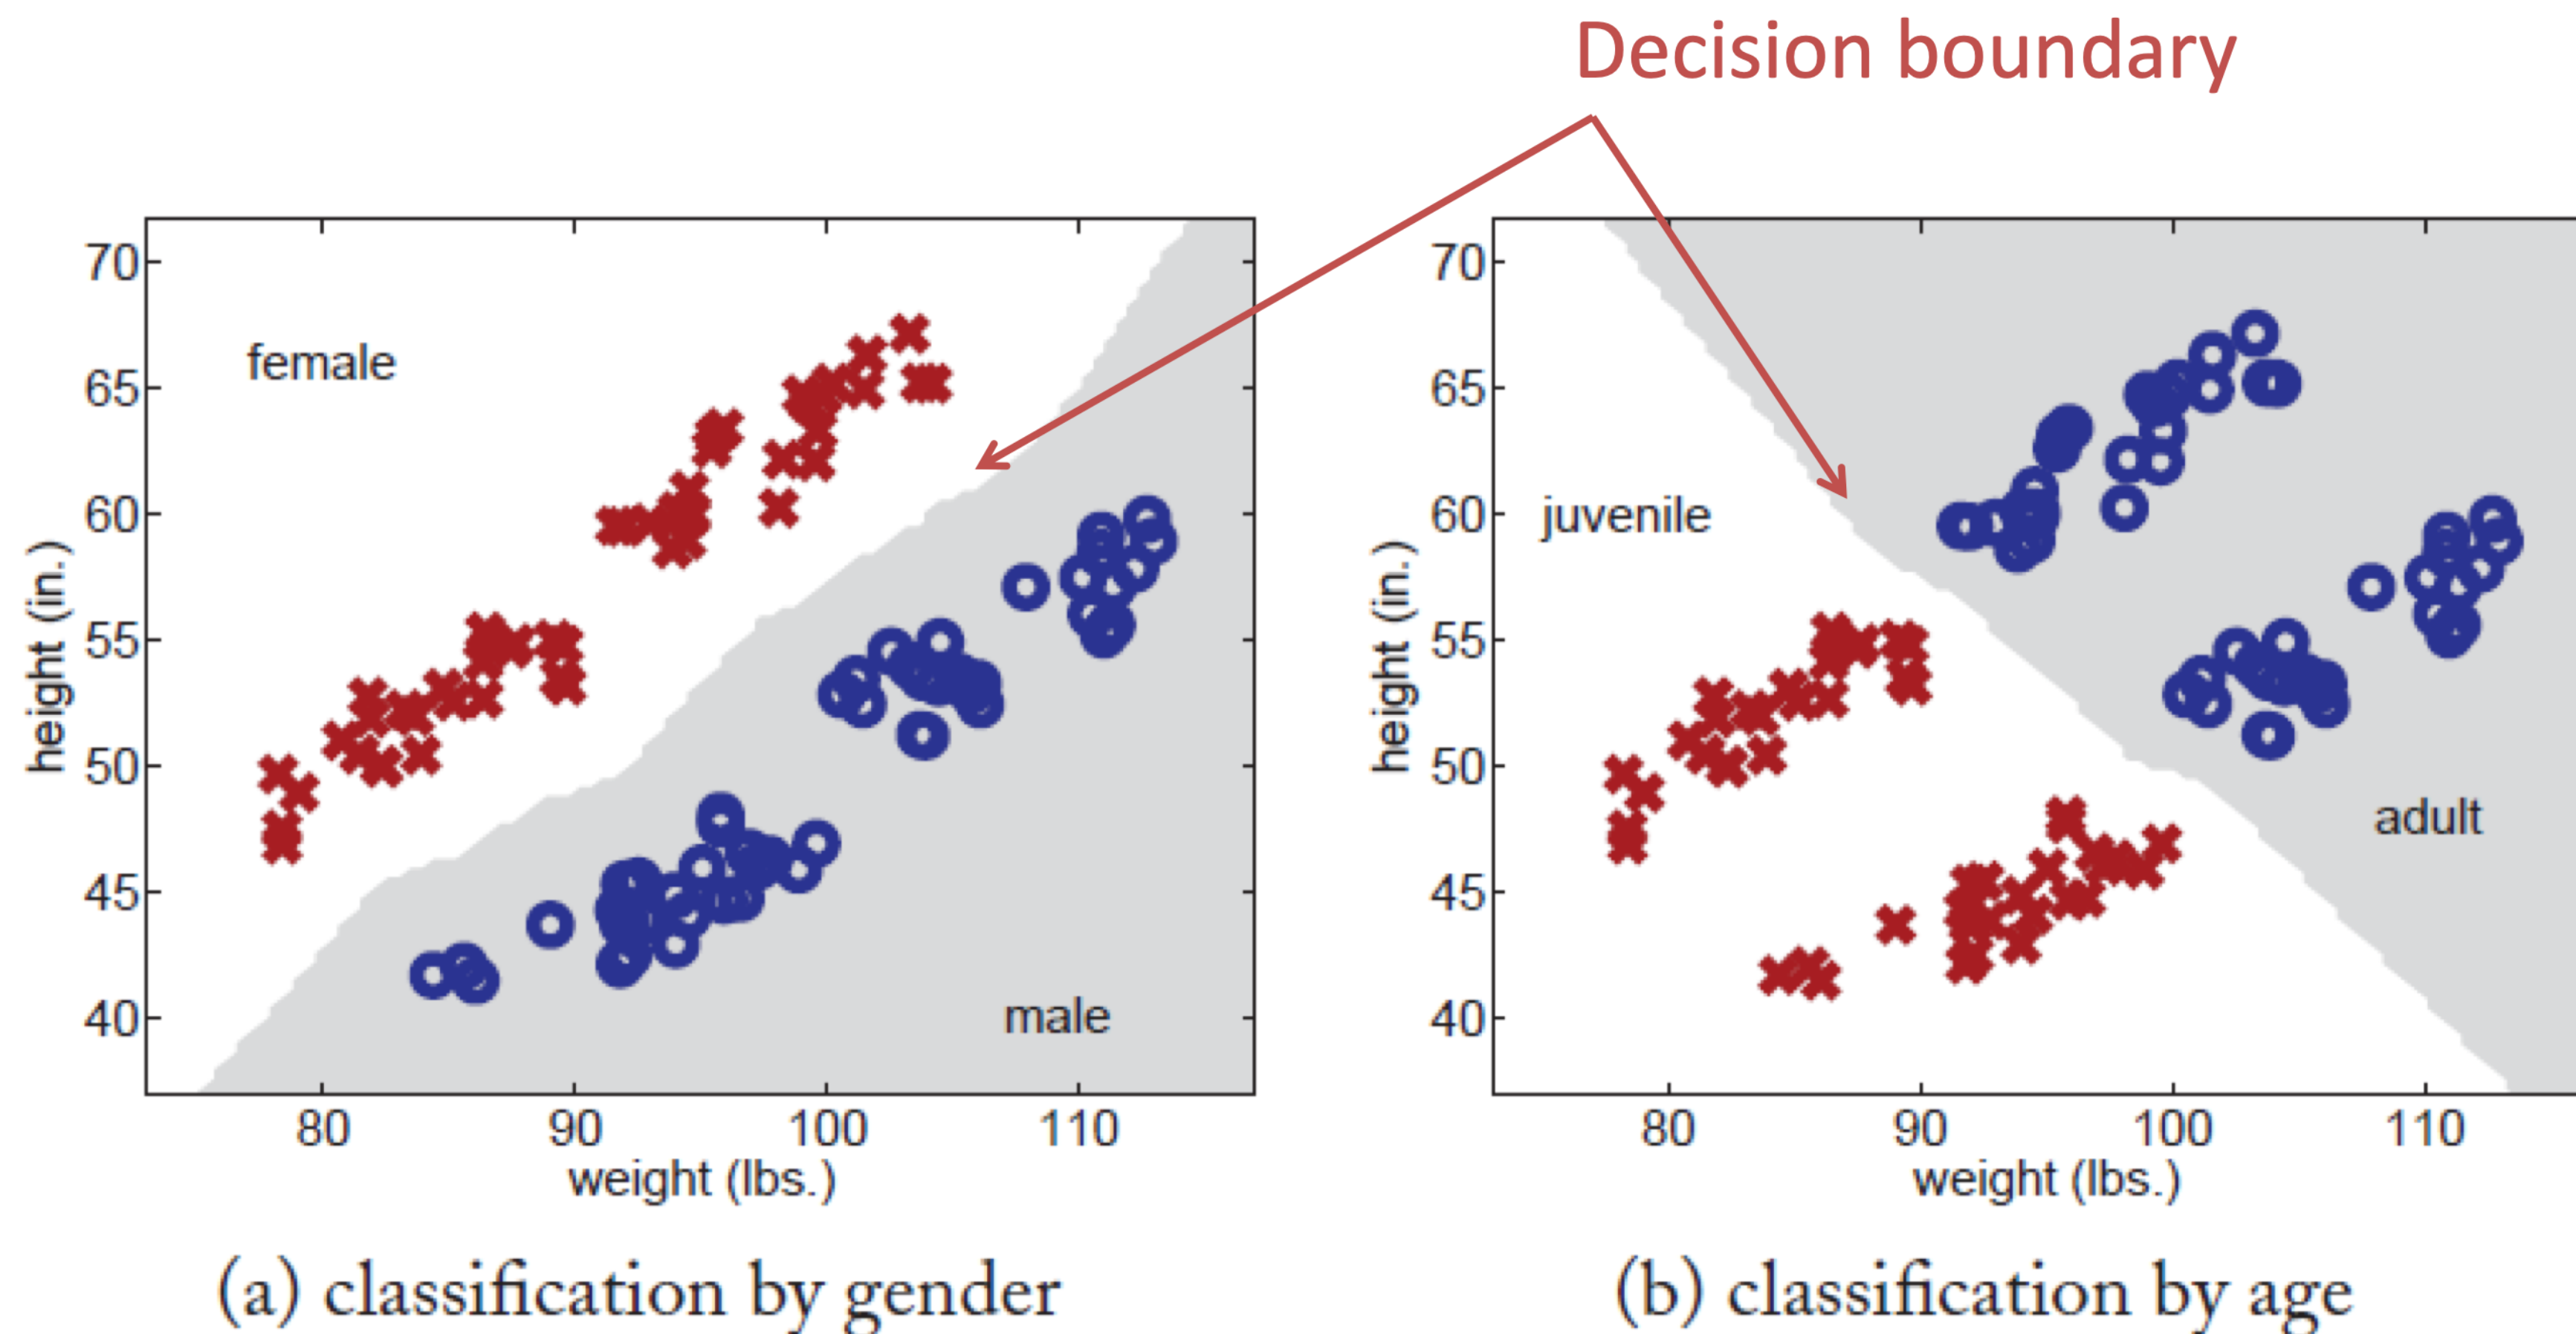 Decision boundary
70
65
60
55
50
45
40
height (in.)
female
male
80 90 100 110
weight (lbs.)
(a) classification by gender
70
65
60
55
50
45
40
height (in.)
juvenile
adult
80 90 100 110
weight (lbs.)
(b) classification by age